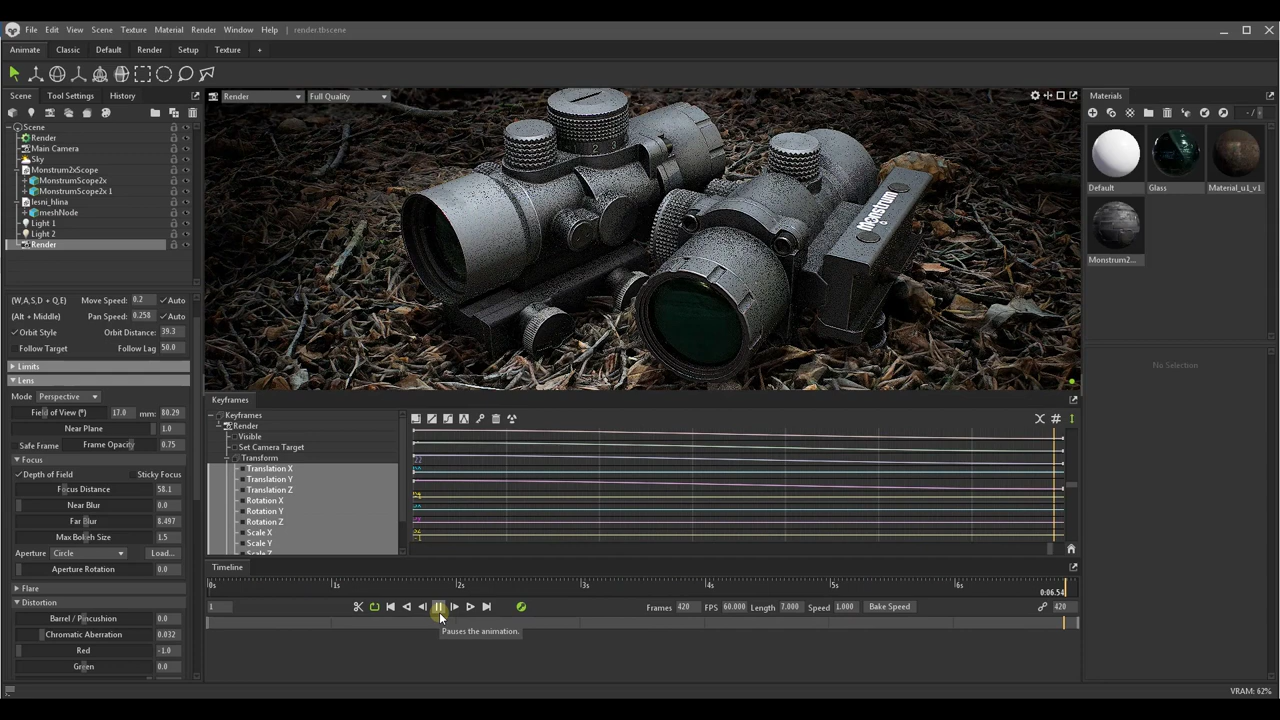 File Edit View Scene Texture Material Render Window Help render.tbscene
Animate Classic Default Render Setup Texture +
Scene Tool Settings History
Render Full Quality
Scene
Render
Main Camera
Sky
Monstrum2xScope
MonstrumScope2x
MonstrumScope2x 1
lesni_hlina
meshNode
Light 1
Light 2
Render
(W,A,S,D + Q,E) Move Speed: 0.2 Auto
(Alt + Middle) Pan Speed: 0.258 Auto
Orbit Style Orbit Distance: 39.3
Follow Target Follow Lag 50.0
Limits
Lens
Mode Perspective
Field of View (°) 17.0 mm: 80.29
Near Plane 1.0
Safe Frame Frame Opacity 0.75
Focus
Depth of Field Sticky Focus
Focus Distance 58.1
Near Blur 0.0
Far Blur 8.497
Max Bokeh Size 1.5
Aperture Circle Load...
Aperture Rotation 0.0
Flare
Distortion
Barrel / Pincushion 0.0
Chromatic Aberration 0.032
Red -1.0
Green 0.0
1 2 3
Monstrum
Keyframes
Keyframes
Render
Visible
Set Camera Target
Transform
Translation X
Translation Y
Translation Z
Rotation X
Rotation Y
Rotation Z
Scale X
Scale Y
Scale Z
Timeline
0s 1s 2s 3s 4s 5s 6s
0:06.54
1 Frames 420 FPS 60.000 Length 7.000 Speed 1.000 Bake Speed 420
Pauses the animation.
Materials
- /
Default Glass Material_u1_v1
Monstrum2...
No Selection
VRAM: 62%